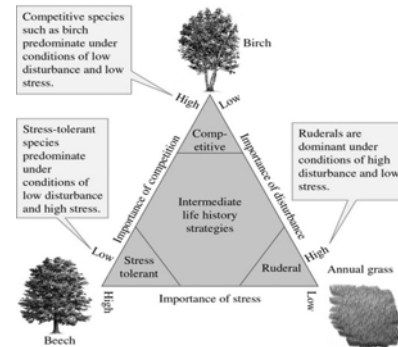 Competitive species
such as birch
predominate under
conditions of low
disturbance and low
stress.
Birch
High
Low
Stress-tolerant
species
predominate
under
conditions of
low disturbance
and high stress.
Comp-
etitive
Ruderals are
dominant under
conditions of high
disturbance and low
stress.
Importance of competition
Importance of disturbance
Intermediate
life history
strategies
Low
High
Stress
tolerant
Ruderal
Annual grass
High
Importance of stress
Low
Beech